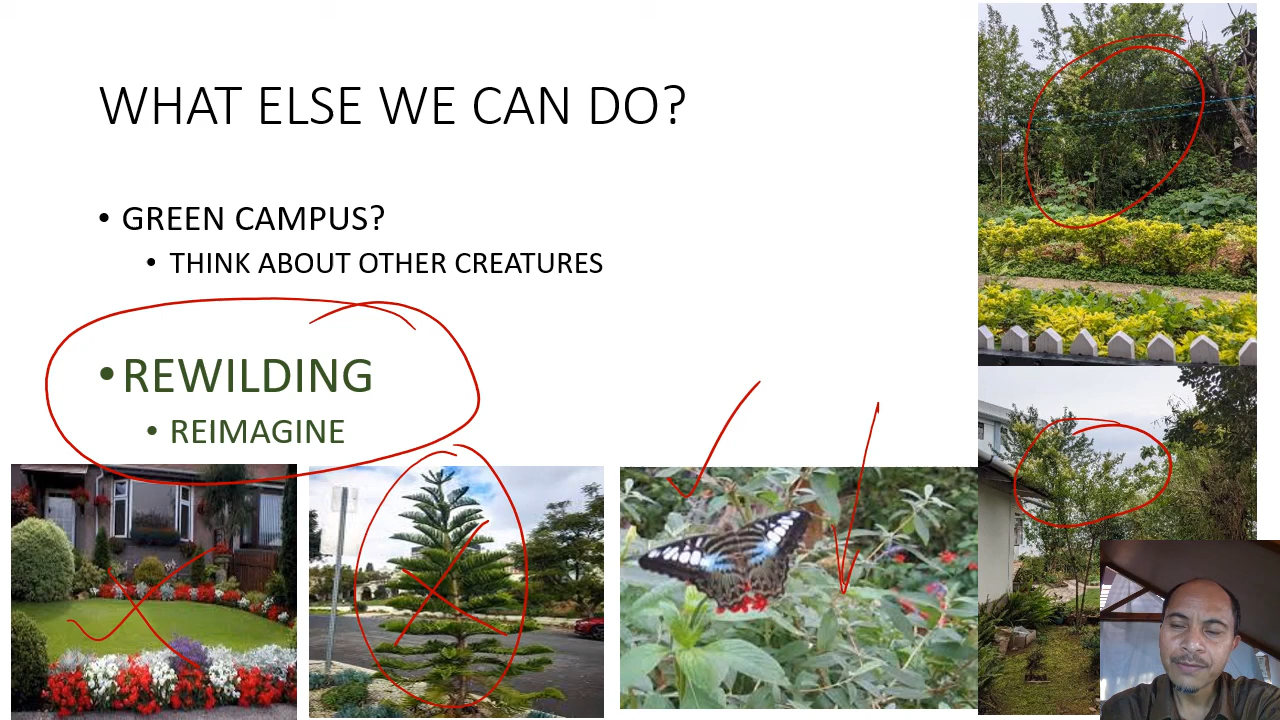 WHAT ELSE WE CAN DO?
• GREEN CAMPUS?
• THINK ABOUT OTHER CREATURES
• REWILDING
• REIMAGINE